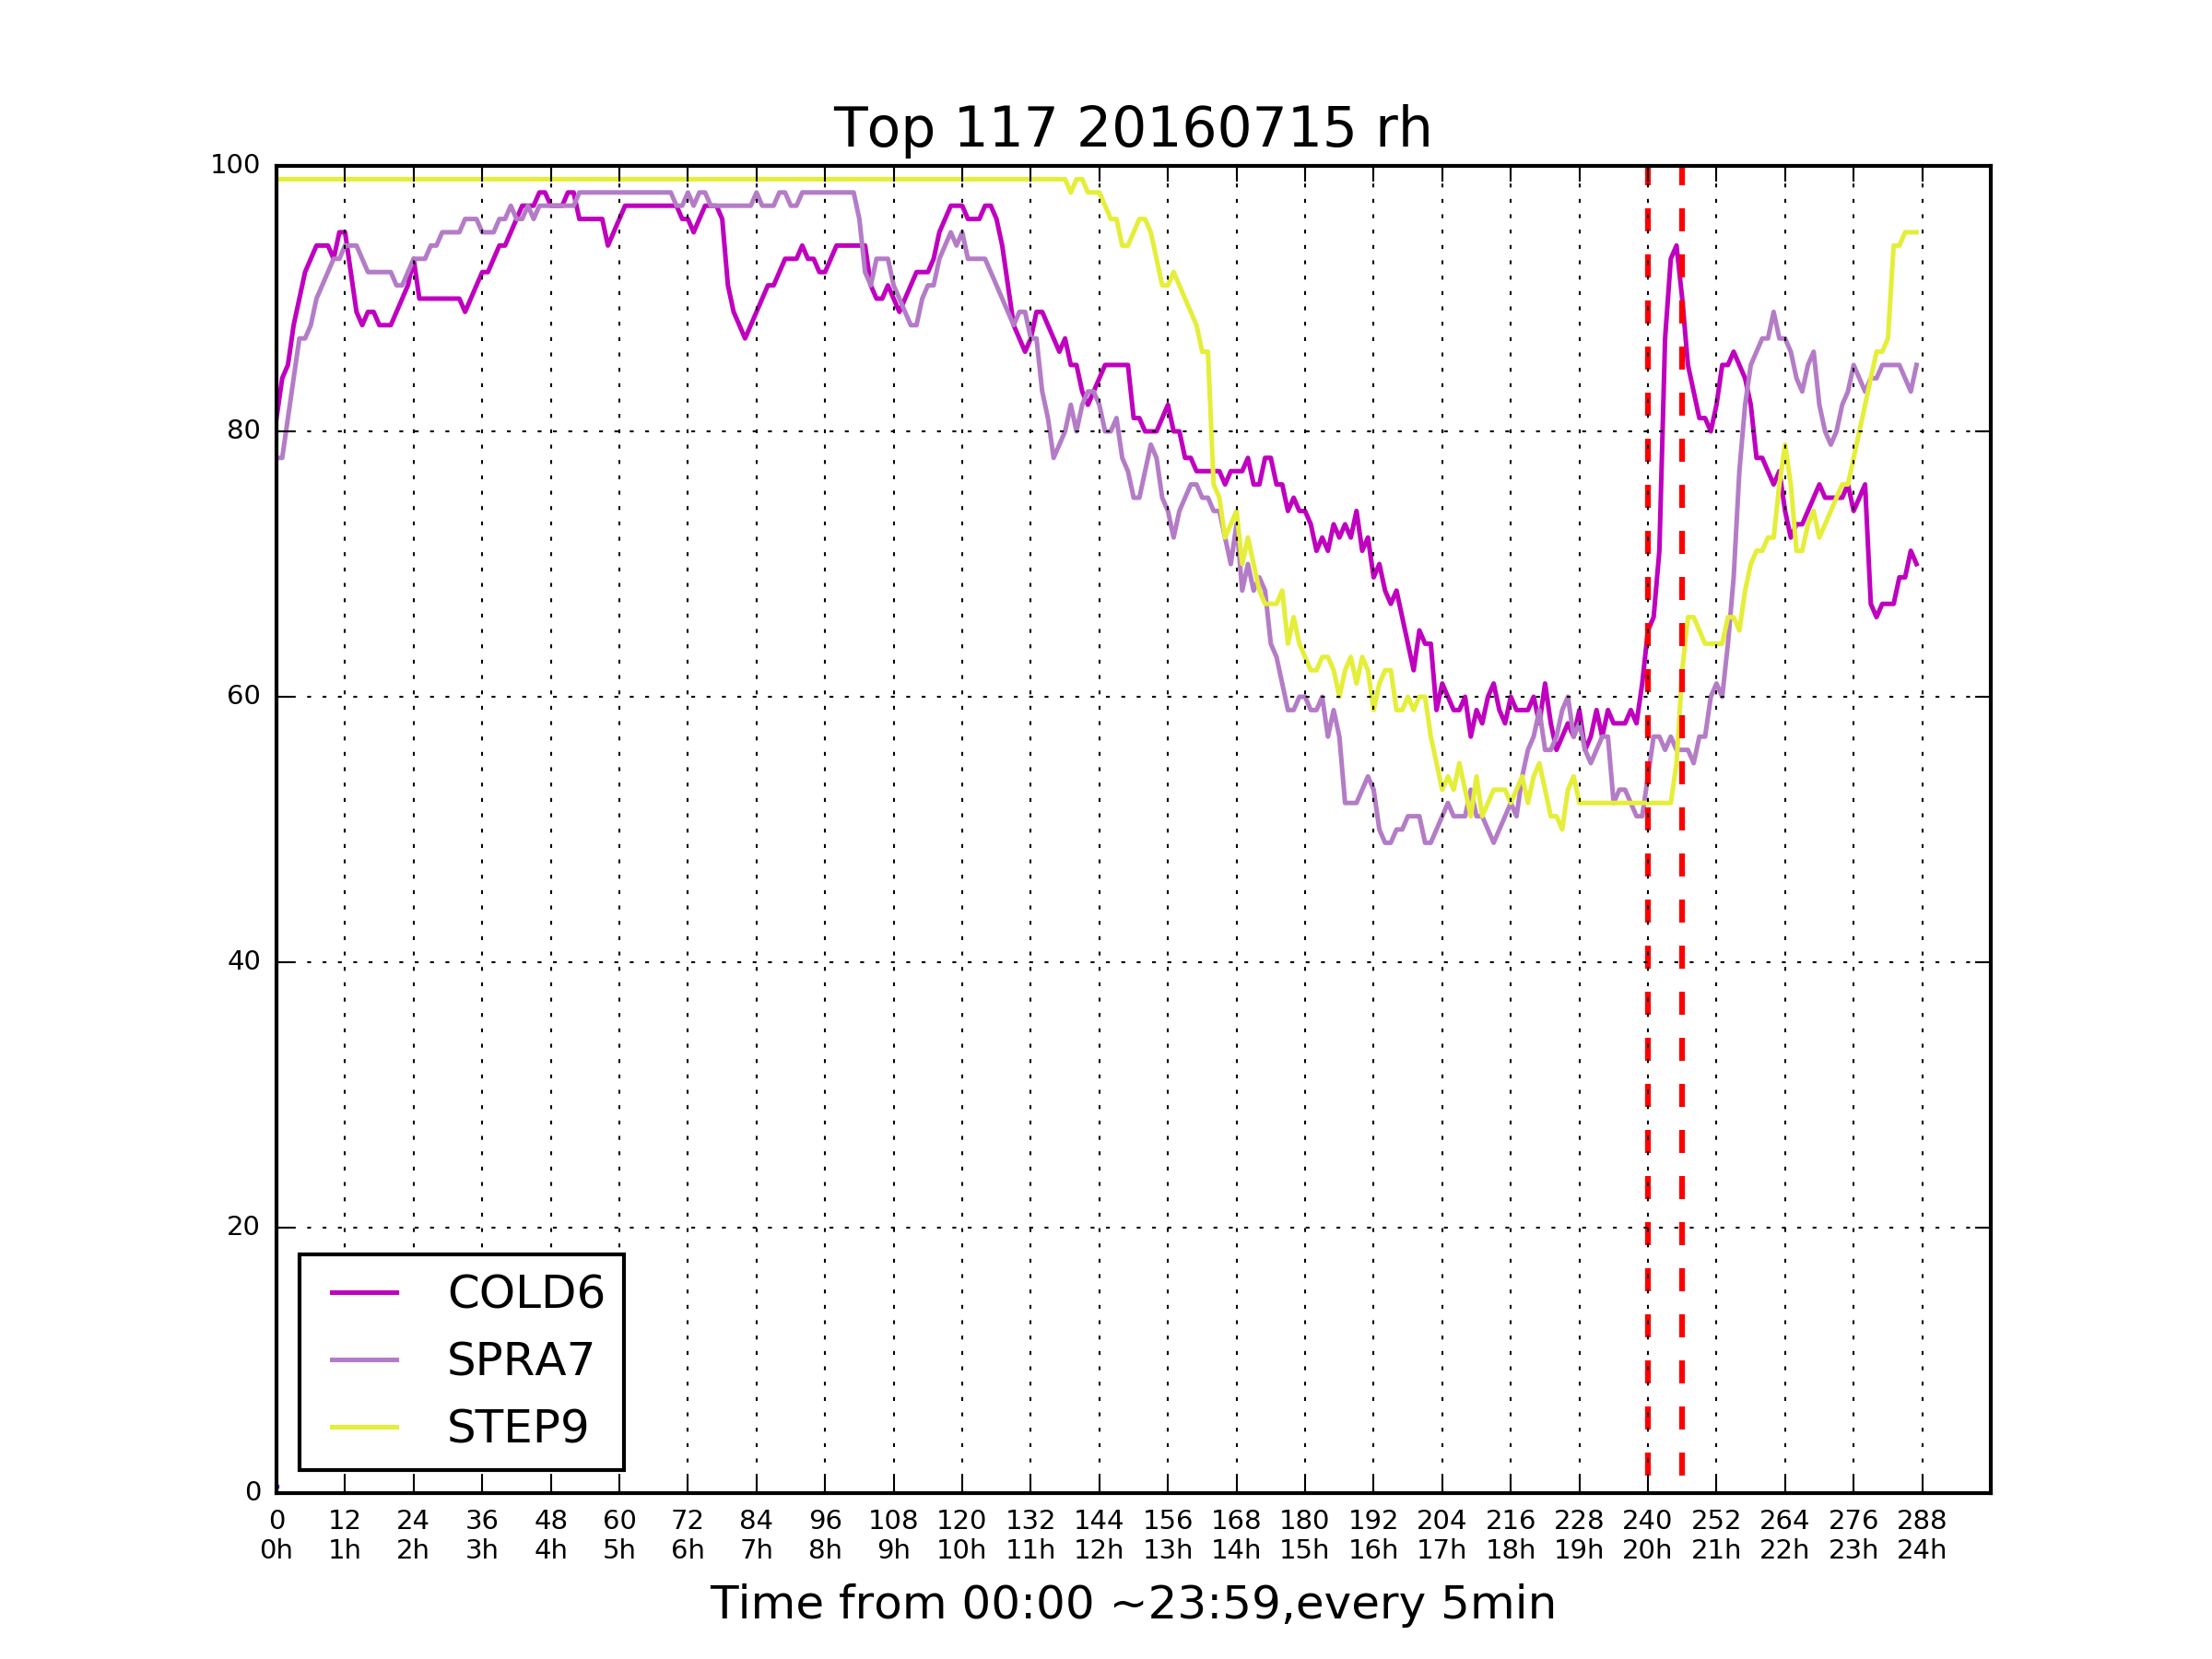 Top 117 20160715 rh
100
80
60
40
20
0
COLD6
SPRA7
STEP9
0 12 24 36 48 60 72 84 96 108 120 132 144 156 168 180 192 204 216 228 240 252 264 276 288
0h 1h 2h 3h 4h 5h 6h 7h 8h 9h 10h 11h 12h 13h 14h 15h 16h 17h 18h 19h 20h 21h 22h 23h 24h
Time from 00:00 ~23:59,every 5min